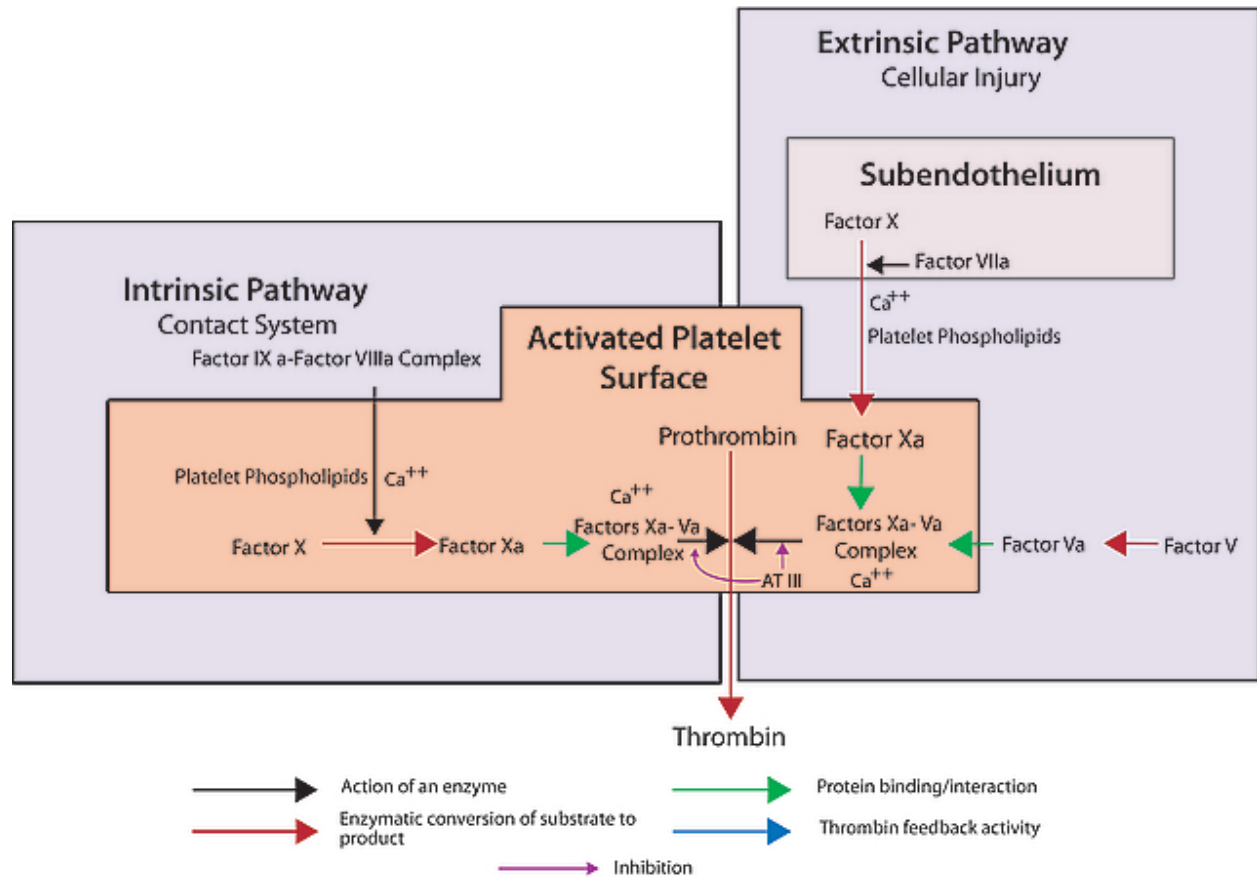 Extrinsic Pathway
Cellular Injury
Subendothelium
Factor X
Factor VIIa
Ca++
Platelet Phospholipids
Intrinsic Pathway
Contact System
Factor IX a-Factor VIIIa Complex
Activated Platelet
Surface
Platelet Phospholipids
Ca++
Prothrombin
Factor Xa
Ca++
Factor X
Factor Xa
Factors Xa- Va
Complex
Factors Xa- Va
Complex
Ca++
AT III
Factor Va
Factor V
Thrombin
Action of an enzyme
Protein binding/interaction
Enzymatic conversion of substrate to
product
Thrombin feedback activity
Inhibition